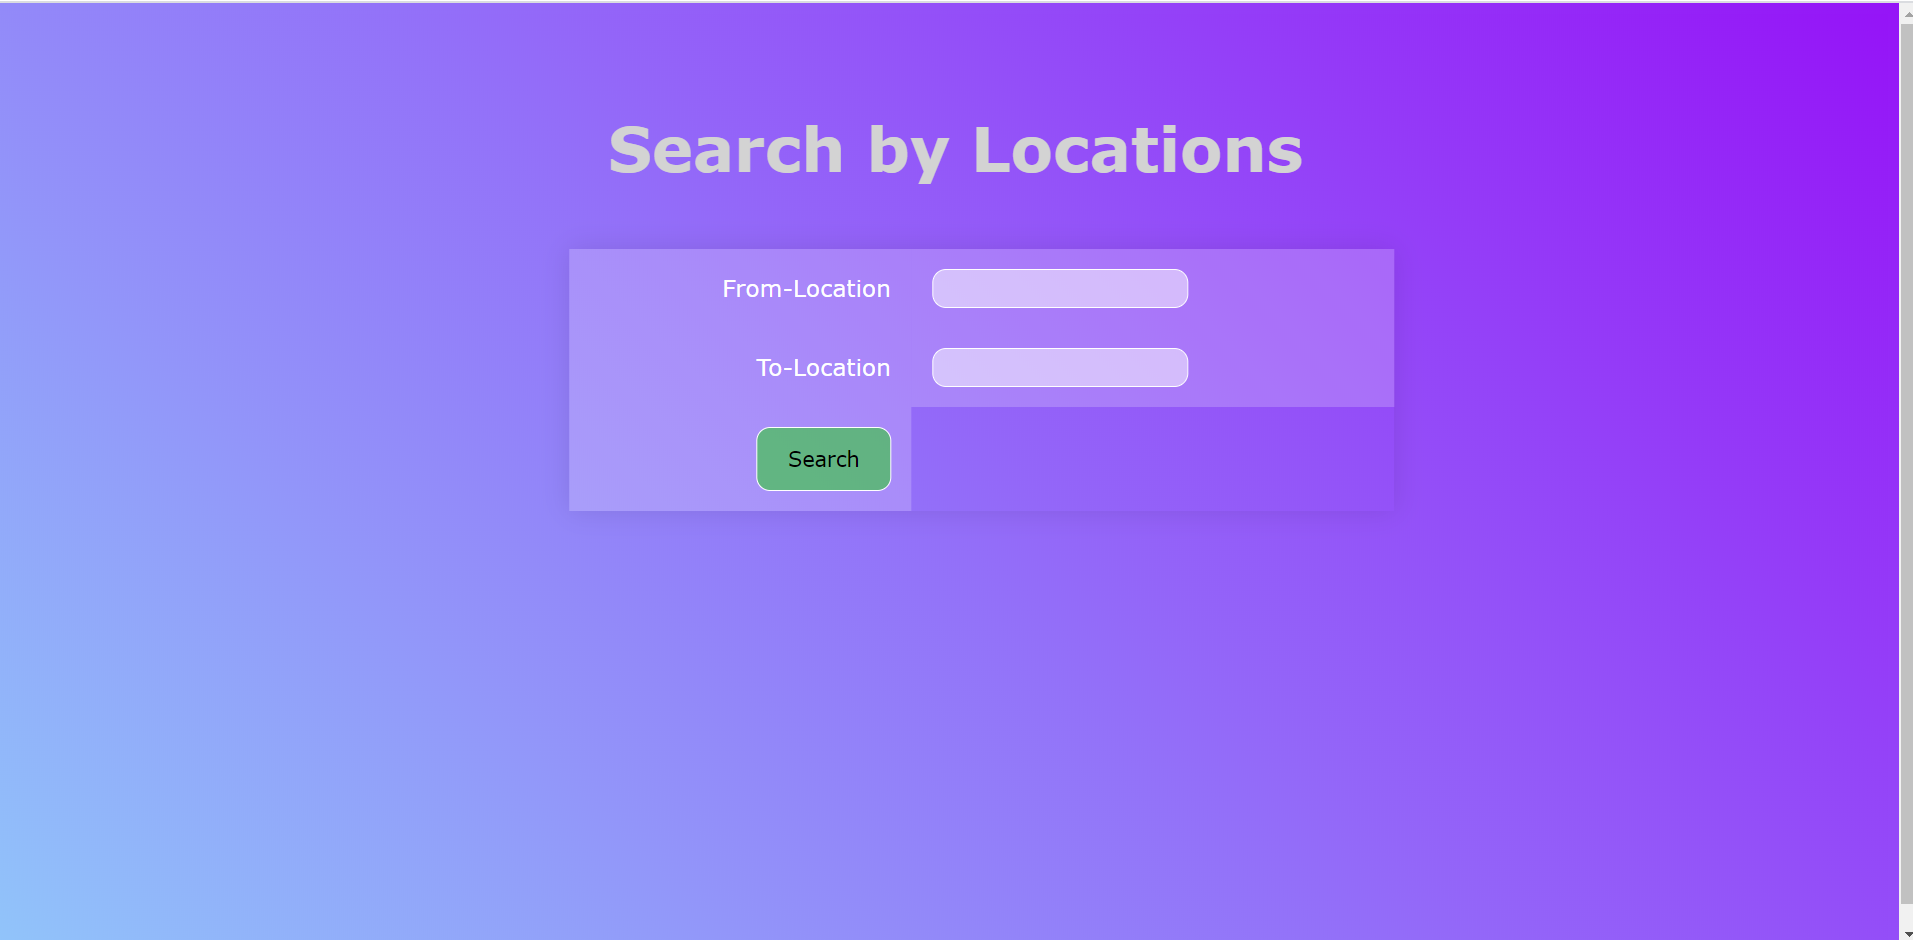 Search by Locations
From-Location
To-Location
Search